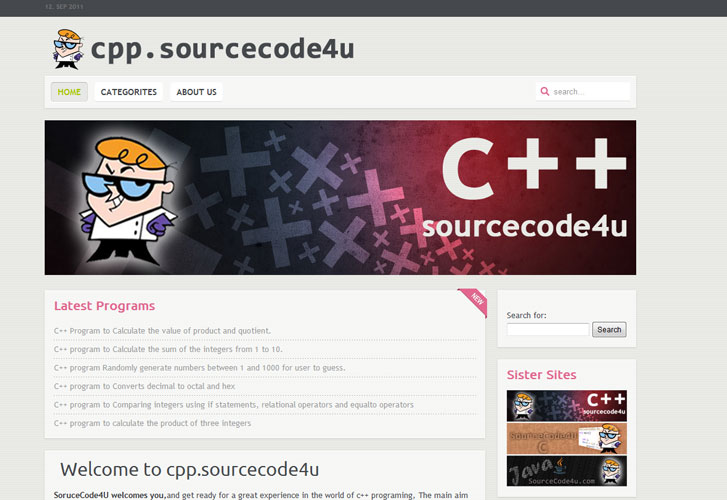 12. SEP 2011
cpp.sourcecode4u
HOME CATEGORITES ABOUT US search...
C++
sourcecode4u
Latest Programs
NEW
C++ Program to Calculate the value of product and quotient.
C++ program to Calculate the sum of the integers from 1 to 10.
C++ program Randomly generate numbers between 1 and 1000 for user to guess.
C++ program to Converts decimal to octal and hex
C++ program to Comparing integers using if statements, relational operators and equalto operators
C++ program to calculate the product of three integers
Search for:
Search
Sister Sites
C++
sourcecode4u
SourceCode4u
C
Java
SourceCode4u.com
Welcome to cpp.sourcecode4u
SoruceCode4U welcomes you,and get ready for a great experience in the world of c++ programing, The main aim